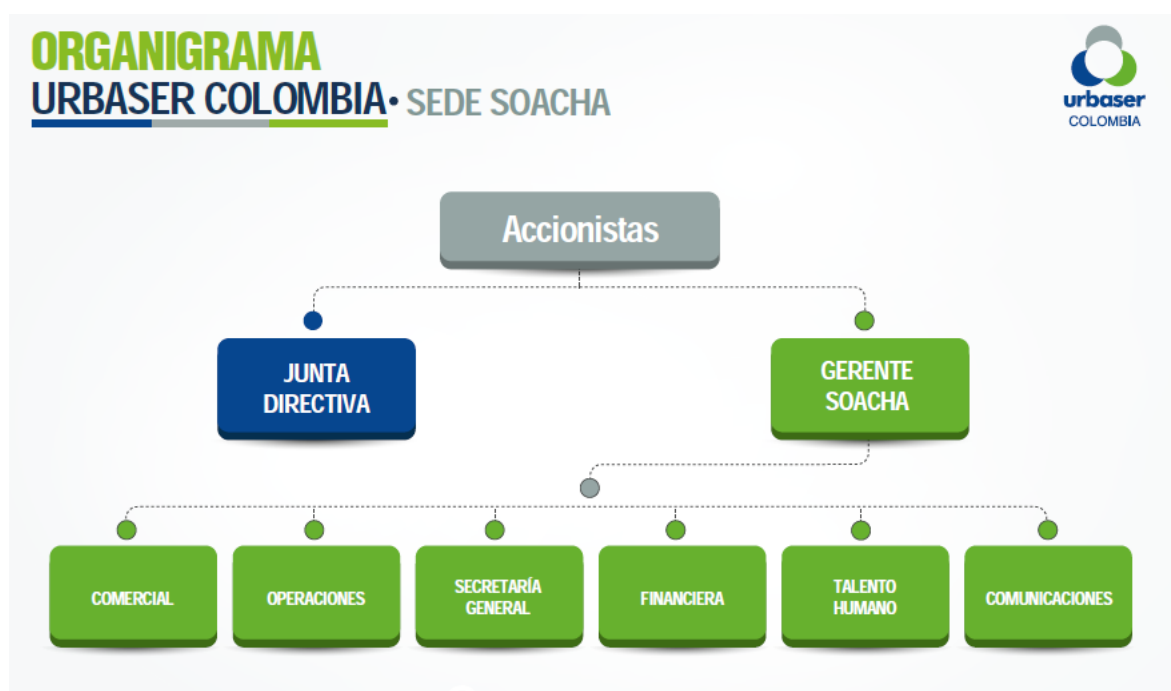 ORGANIGRAMA
URBASER COLOMBIA • SEDE SOACHA
urbaser
COLOMBIA
Accionistas
JUNTA
DIRECTIVA
GERENTE
SOACHA
COMERCIAL
OPERACIONES
SECRETARÍA
GENERAL
FINANCIERA
TALENTO
HUMANO
COMUNICACIONES